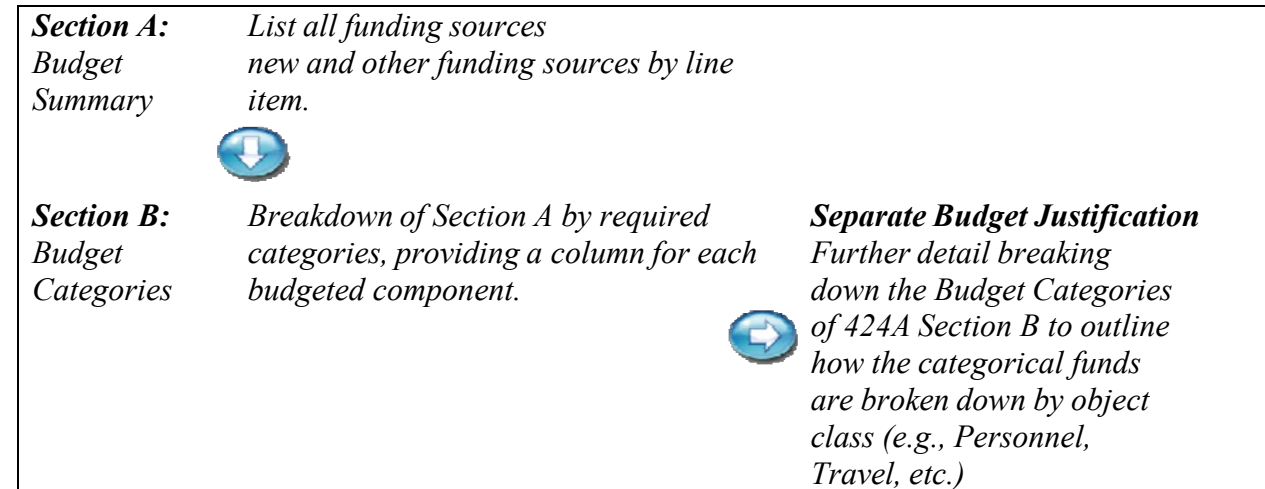 Section A:
Budget
Summary
List all funding sources
new and other funding sources by line
item.
Section B:
Budget
Categories
Breakdown of Section A by required
categories, providing a column for each
budgeted component.
Separate Budget Justification
Further detail breaking
down the Budget Categories
of 424A Section B to outline
how the categorical funds
are broken down by object
class (e.g., Personnel,
Travel, etc.)